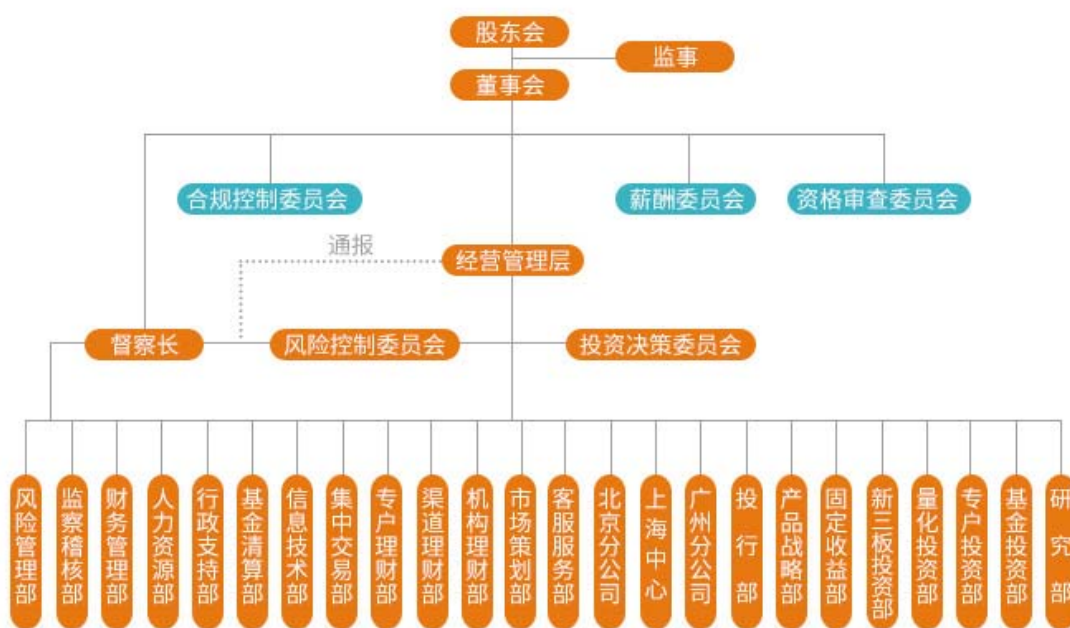 股东会
监事
董事会
合规控制委员会
薪酬委员会
资格审查委员会
通报
经营管理层
督察长
风险控制委员会
投资决策委员会
风险管理部
监察稽核部
财务管理部
人力资源部
行政支持部
基金清算部
信息技术部
集中交易部
专户理财部
渠道理财部
机构理财部
市场策划部
客服服务部
北京分公司
上海中心
广州分公司
投行部
产品战略部
固定收益部
新三板投资部
量化投资部
专户投资部
基金投资部
研究部